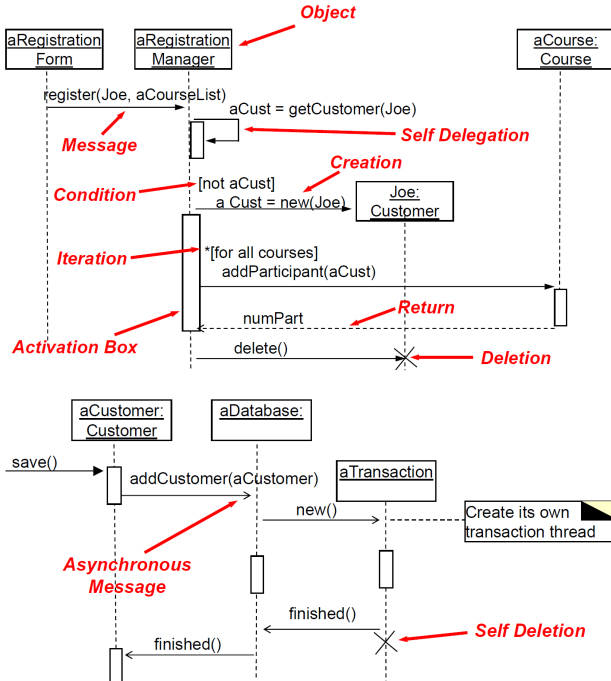 Object
aRegistration
Form
aRegistration
Manager
aCourse:
Course
register(Joe, aCourseList)
aCust = getCustomer(Joe)
Message
Self Delegation
Creation
Condition
[not aCust]
a Cust = new(Joe)
Joe:
Customer
Iteration
*[for all courses]
addParticipant(aCust)
Return
numPart
Activation Box
delete()
Deletion
aCustomer:
Customer
aDatabase:
save()
addCustomer(aCustomer)
aTransaction
new()
Create its own
transaction thread
Asynchronous
Message
finished()
Self Deletion
finished()